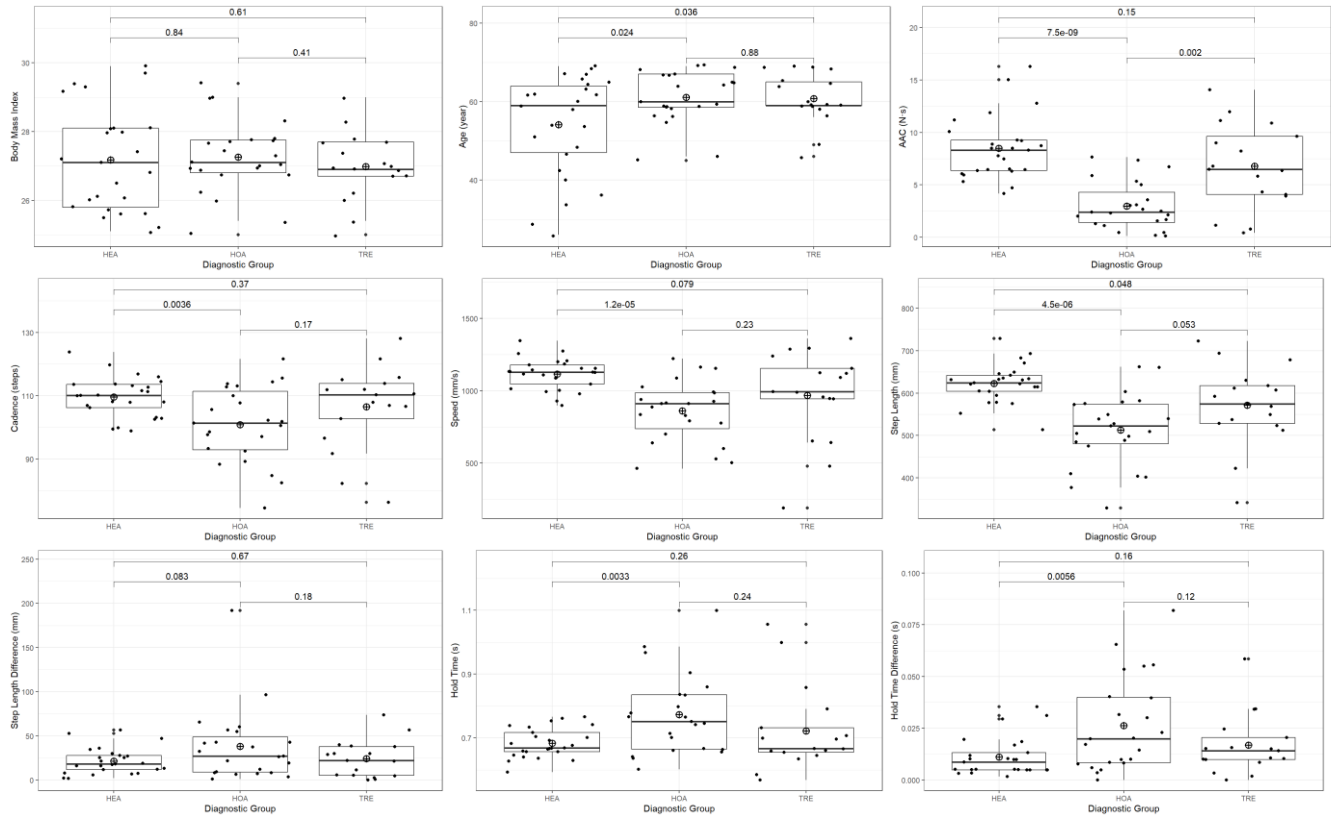 0.61
0.84
0.41
30
28
26
Body Mass Index
HEA
HOA
TRE
Diagnostic Group
0.036
0.024
0.88
80
60
40
Age (year)
HEA
HOA
TRE
Diagnostic Group
0.15
7.5e-09
0.002
20
15
10
5
0
AAC (N·s)
HEA
HOA
TRE
Diagnostic Group
0.37
0.0036
0.17
130
110
90
Cadence (steps)
HEA
HOA
TRE
Diagnostic Group
0.079
1.2e-05
0.23
1500
1000
500
Speed (mm/s)
HEA
HOA
TRE
Diagnostic Group
0.048
4.5e-06
0.053
800
700
600
500
400
Step Length (mm)
HEA
HOA
TRE
Diagnostic Group
0.67
0.083
0.18
250
200
150
100
50
0
Step Length Difference (mm)
HEA
HOA
TRE
Diagnostic Group
0.26
0.0033
0.24
1.1
0.9
0.7
Hold Time (s)
HEA
HOA
TRE
Diagnostic Group
0.16
0.0056
0.12
0.100
0.075
0.050
0.025
0.000
Hold Time Difference (s)
HEA
HOA
TRE
Diagnostic Group